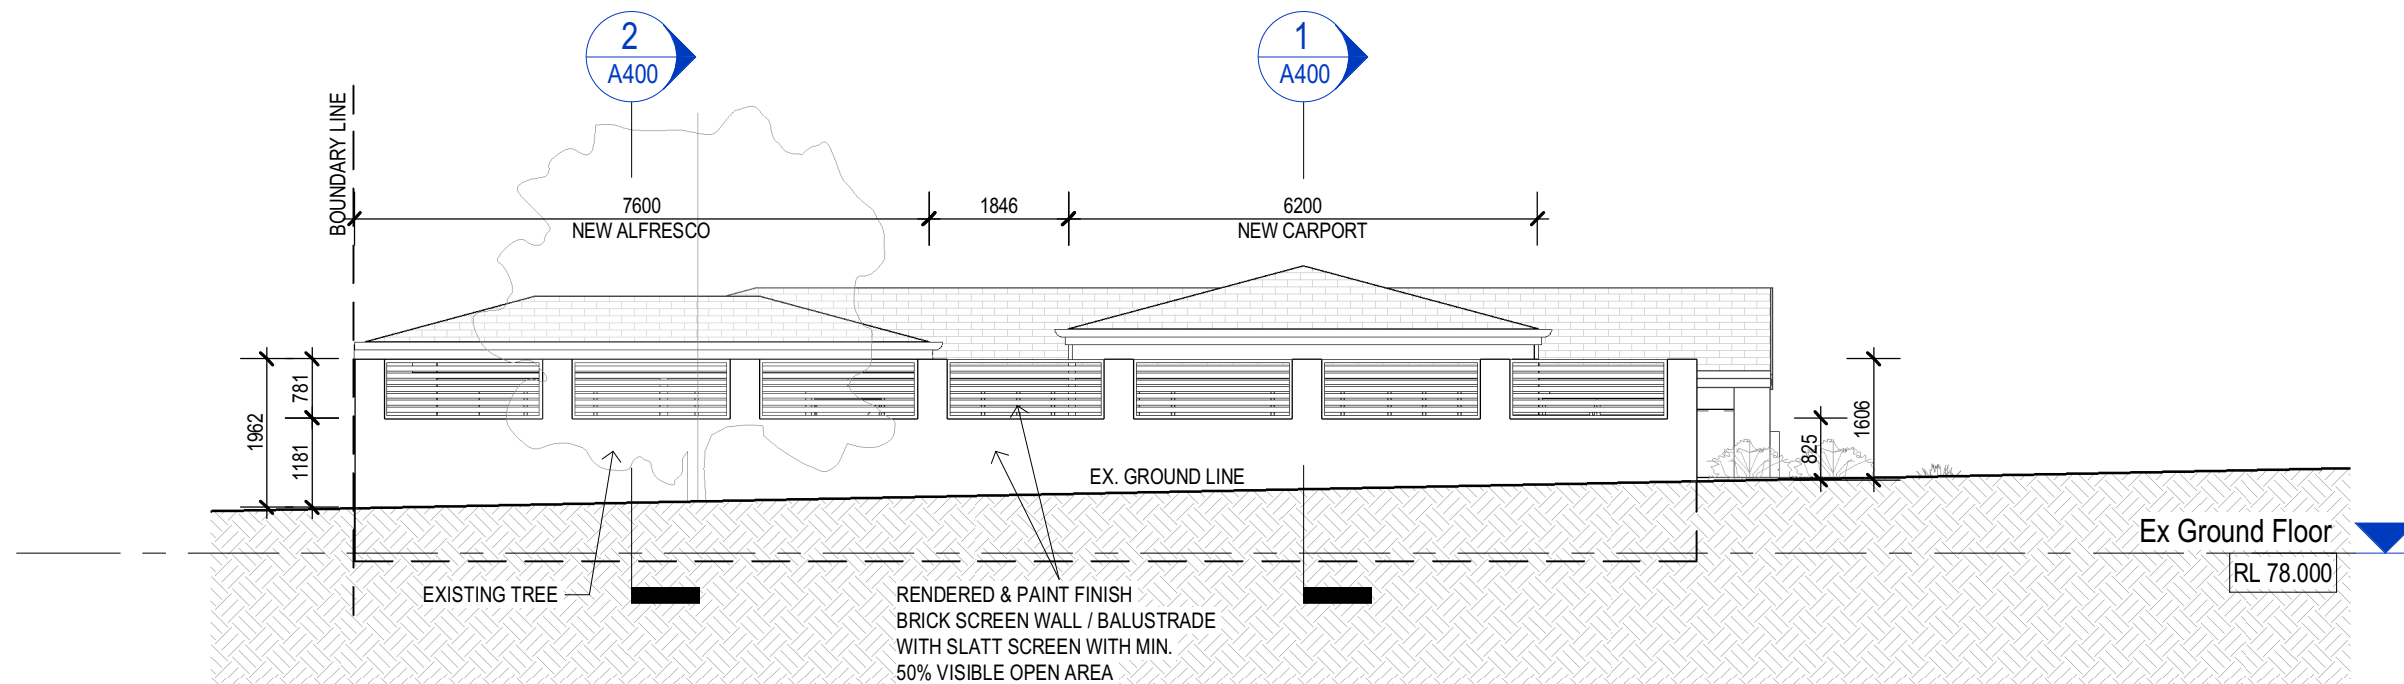 2
A400
1
A400
BOUNDARY LINE
7600
NEW ALFRESCO
1846
6200
NEW CARPORT
1962
781
1181
825
1606
EX. GROUND LINE
Ex Ground Floor
RL 78.000
EXISTING TREE
RENDERED & PAINT FINISH
BRICK SCREEN WALL / BALUSTRADE
WITH SLATT SCREEN WITH MIN.
50% VISIBLE OPEN AREA